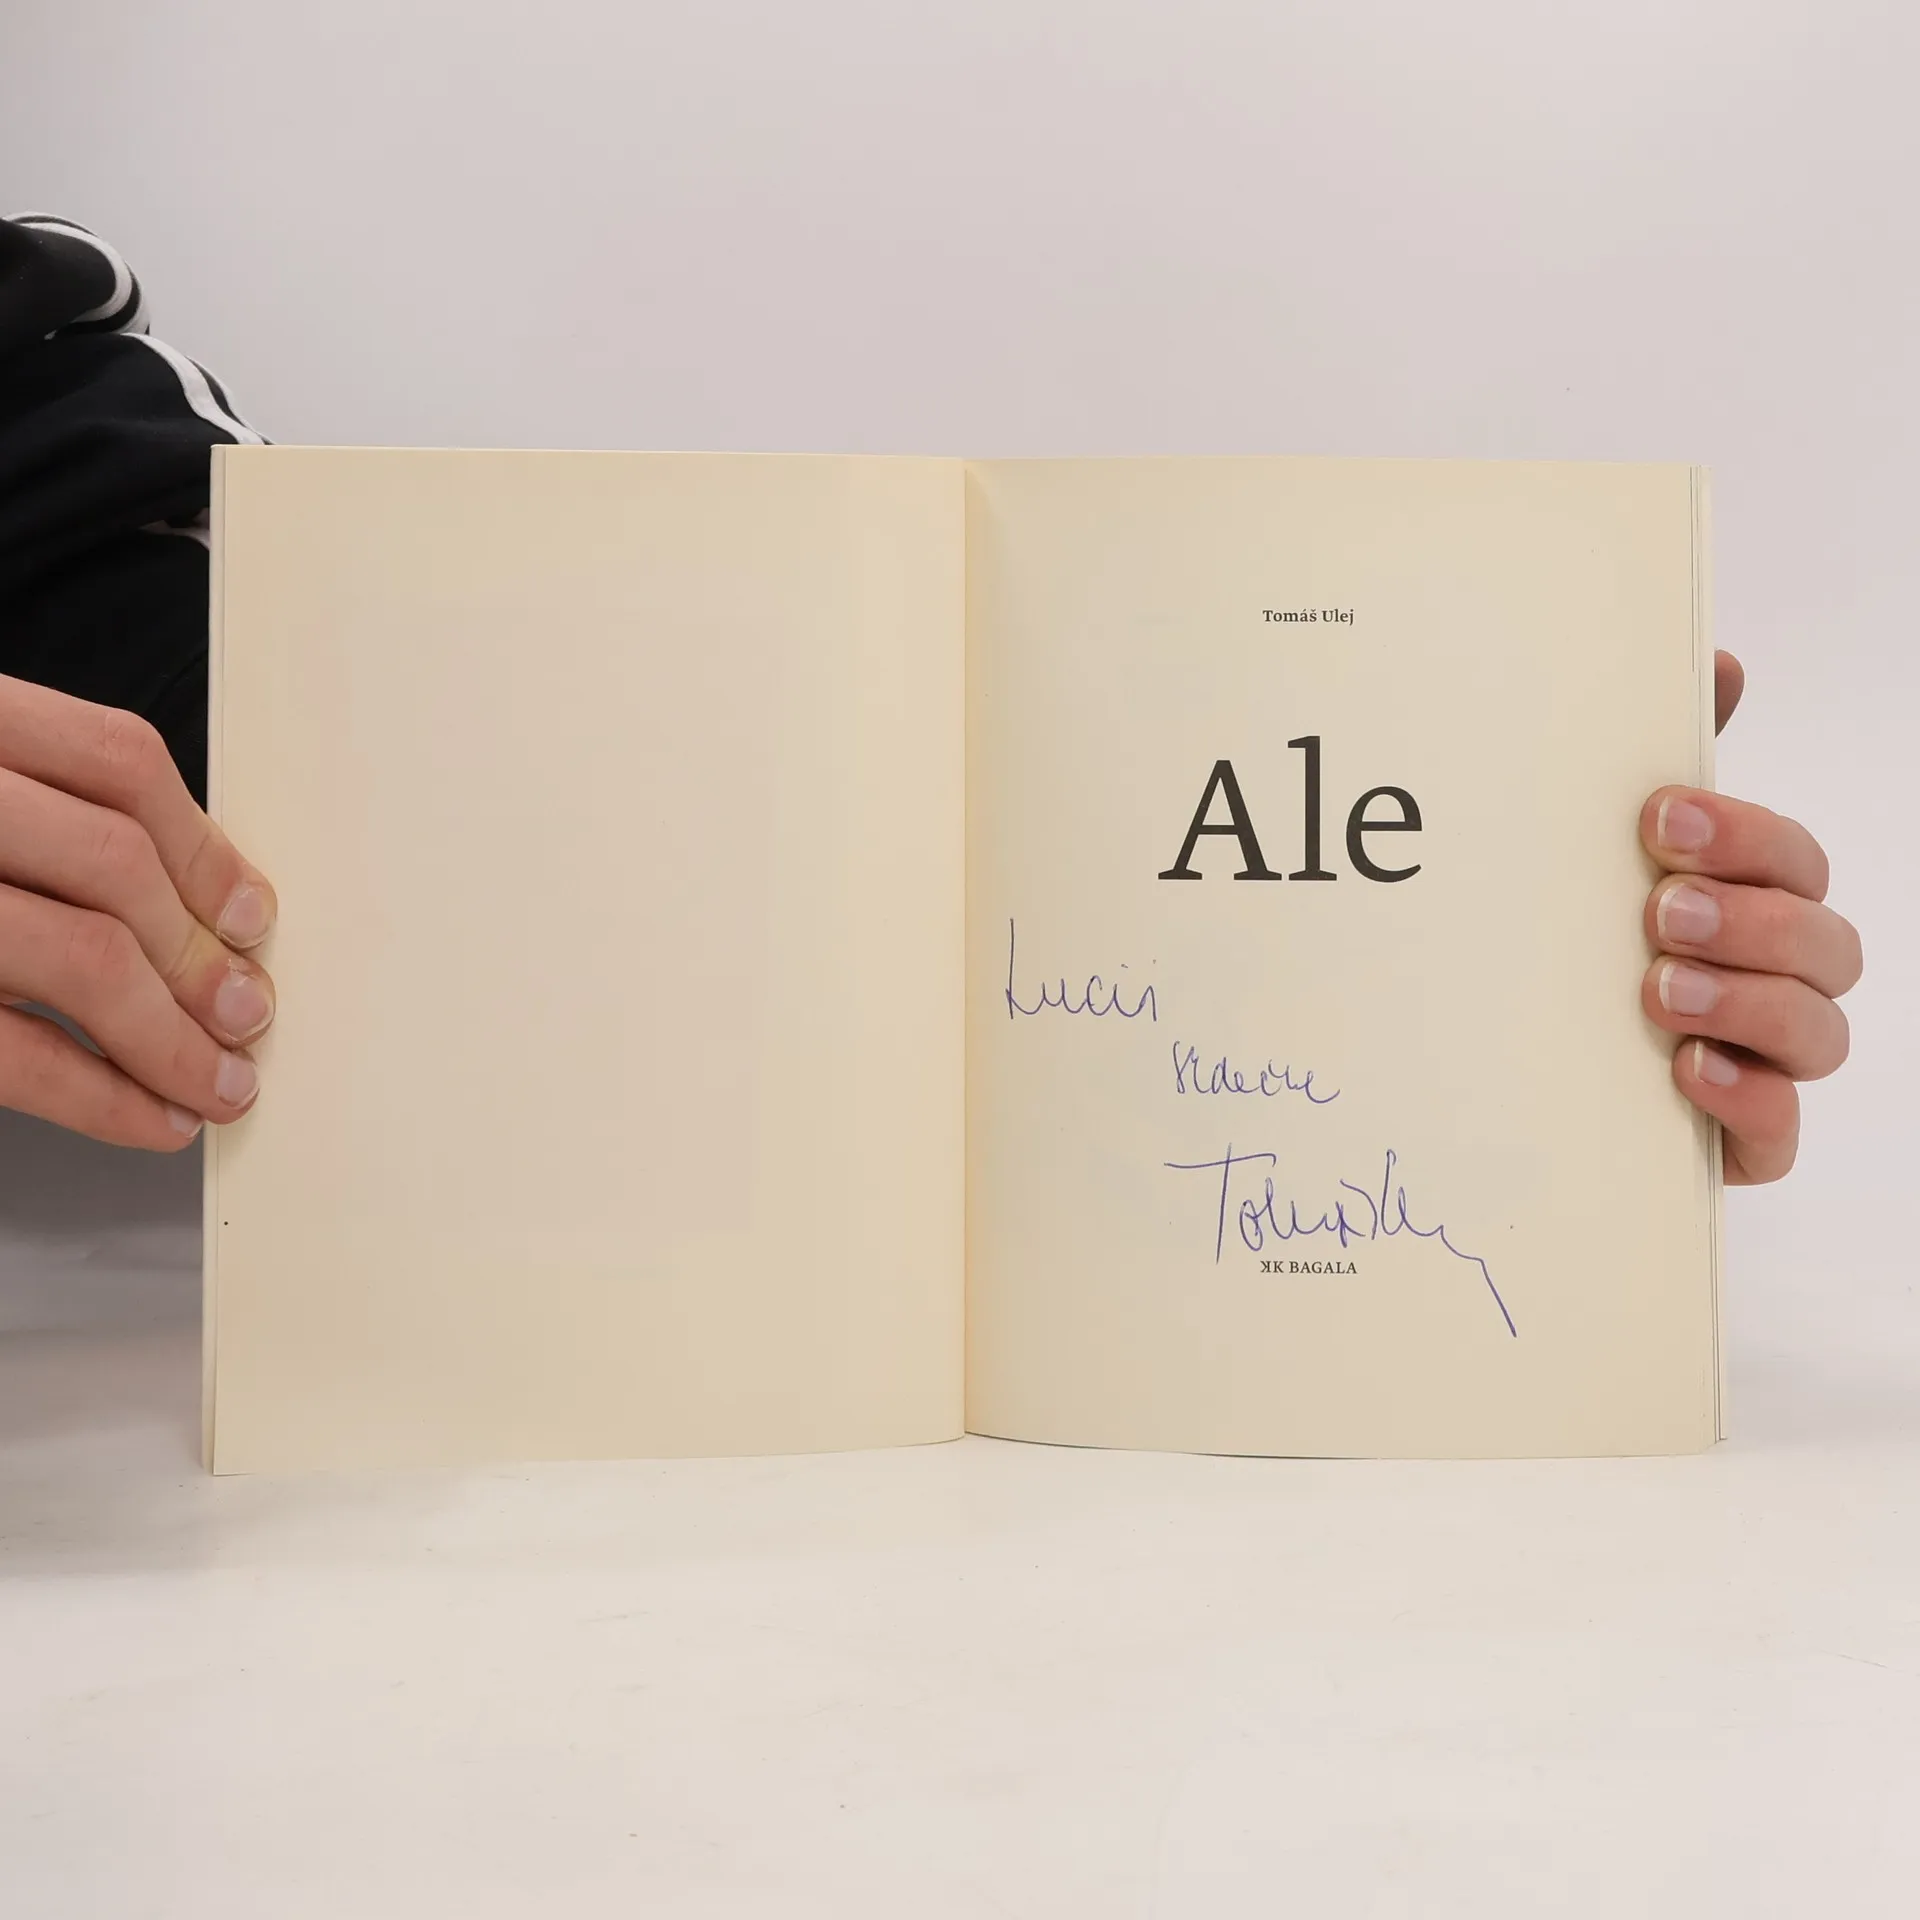 Tomáš Ulej
Ale
Lucii
srdečne
KK BAGALA